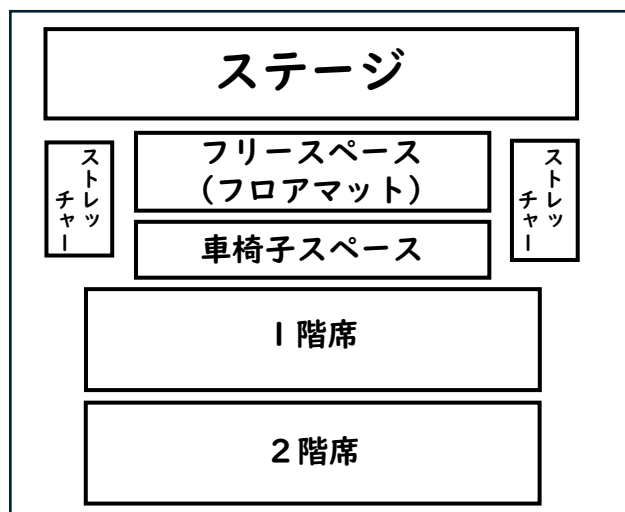 ステージ
フリースペース
（フロアマット）
ストレッ
チャー
ストレッ
チャー
車椅子スペース
1階席
2階席